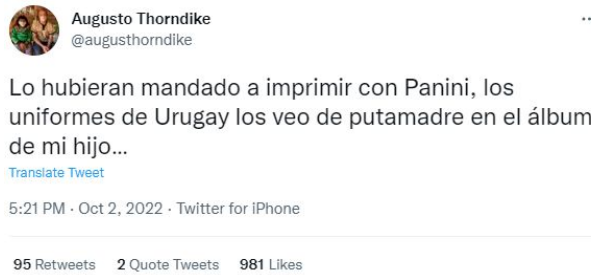 Augusto Thorndike
@augusthorndike
Lo hubieran mandado a imprimir con Panini, los
uniformes de Urugay los veo de putamadre en el álbum
de mi hijo...
Translate Tweet
5:21 PM · Oct 2, 2022 · Twitter for iPhone
95 Retweets 2 Quote Tweets 981 Likes